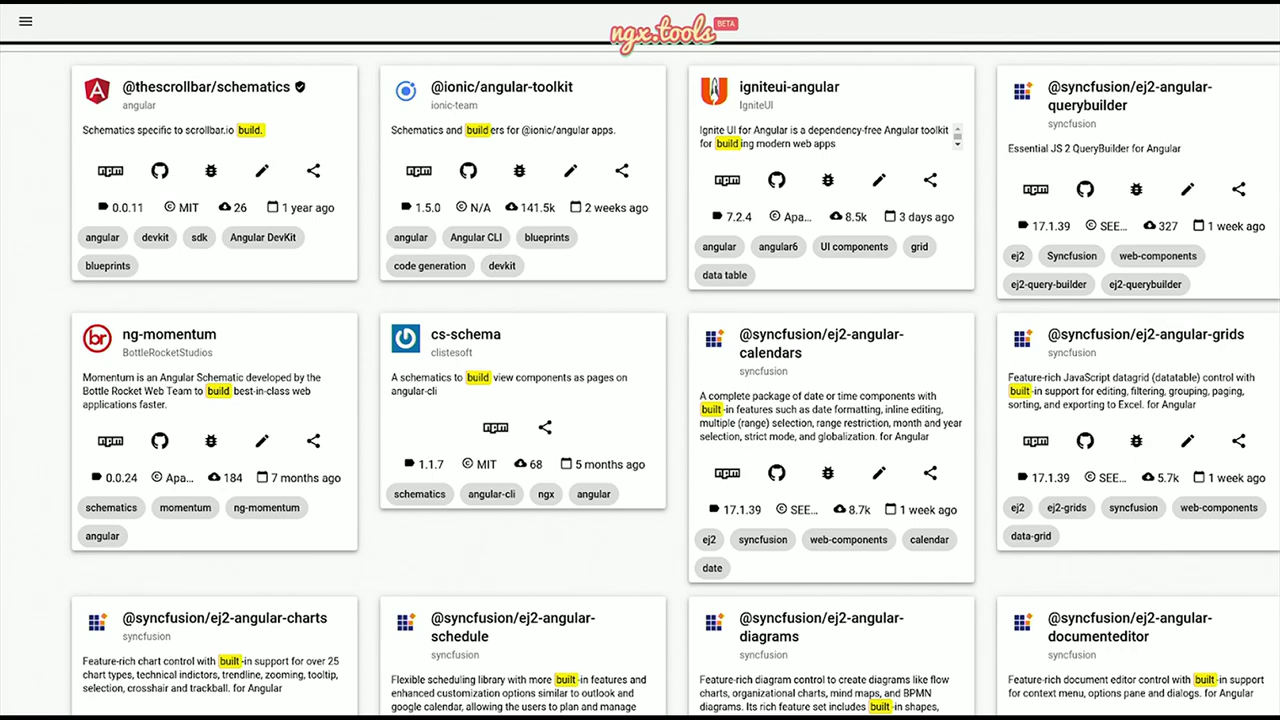 ngx.tools BETA
@thescrollbar/schematics
angular
Schematics specific to scrollbar.io build.
npm
0.0.11 MIT 26 1 year ago
angular devkit sdk Angular DevKit
blueprints
@ionic/angular-toolkit
ionic-team
Schematics and builders for @ionic/angular apps.
npm
1.5.0 N/A 141.5k 2 weeks ago
angular Angular CLI blueprints
code generation devkit
igniteui-angular
IgniteUI
Ignite UI for Angular is a dependency-free Angular toolkit
for building modern web apps
npm
7.2.4 Apa... 8.5k 3 days ago
angular angular6 UI components grid
data table
@syncfusion/ej2-angular-
querybuilder
syncfusion
Essential JS 2 QueryBuilder for Angular
npm
17.1.39 SEE... 327 1 week ago
ej2 Syncfusion web-components
ej2-query-builder ej2-querybuilder
br
ng-momentum
BottleRocketStudios
Momentum is an Angular Schematic developed by the
Bottle Rocket Web Team to build best-in-class web
applications faster.
npm
0.0.24 Apa... 184 7 months ago
schematics momentum ng-momentum
angular
cs-schema
clistesoft
A schematics to build view components as pages on
angular-cli
npm
1.1.7 MIT 68 5 months ago
schematics angular-cli ngx angular
@syncfusion/ej2-angular-
calendars
syncfusion
A complete package of date or time components with
built-in features such as date formatting, inline editing,
multiple (range) selection, range restriction, month and year
selection, strict mode, and globalization. for Angular
npm
17.1.39 SEE... 8.7k 1 week ago
ej2 syncfusion web-components calendar
date
@syncfusion/ej2-angular-grids
syncfusion
Feature-rich JavaScript datagrid (datatable) control with
built-in support for editing, filtering, grouping, paging,
sorting, and exporting to Excel. for Angular
npm
17.1.39 SEE... 5.7k 1 week ago
ej2 ej2-grids syncfusion web-components
data-grid
@syncfusion/ej2-angular-charts
syncfusion
Feature-rich chart control with built-in support for over 25
chart types, technical indictors, trendline, zooming, tooltip,
selection, crosshair and trackball. for Angular
@syncfusion/ej2-angular-
schedule
syncfusion
Flexible scheduling library with more built-in features and
enhanced customization options similar to outlook and
google calendar, allowing the users to plan and manage
@syncfusion/ej2-angular-
diagrams
syncfusion
Feature-rich diagram control to create diagrams like flow
charts, organizational charts, mind maps, and BPMN
diagrams. Its rich feature set includes built-in shapes,
@syncfusion/ej2-angular-
documenteditor
syncfusion
Feature-rich document editor control with built-in support
for context menu, options pane and dialogs. for Angular